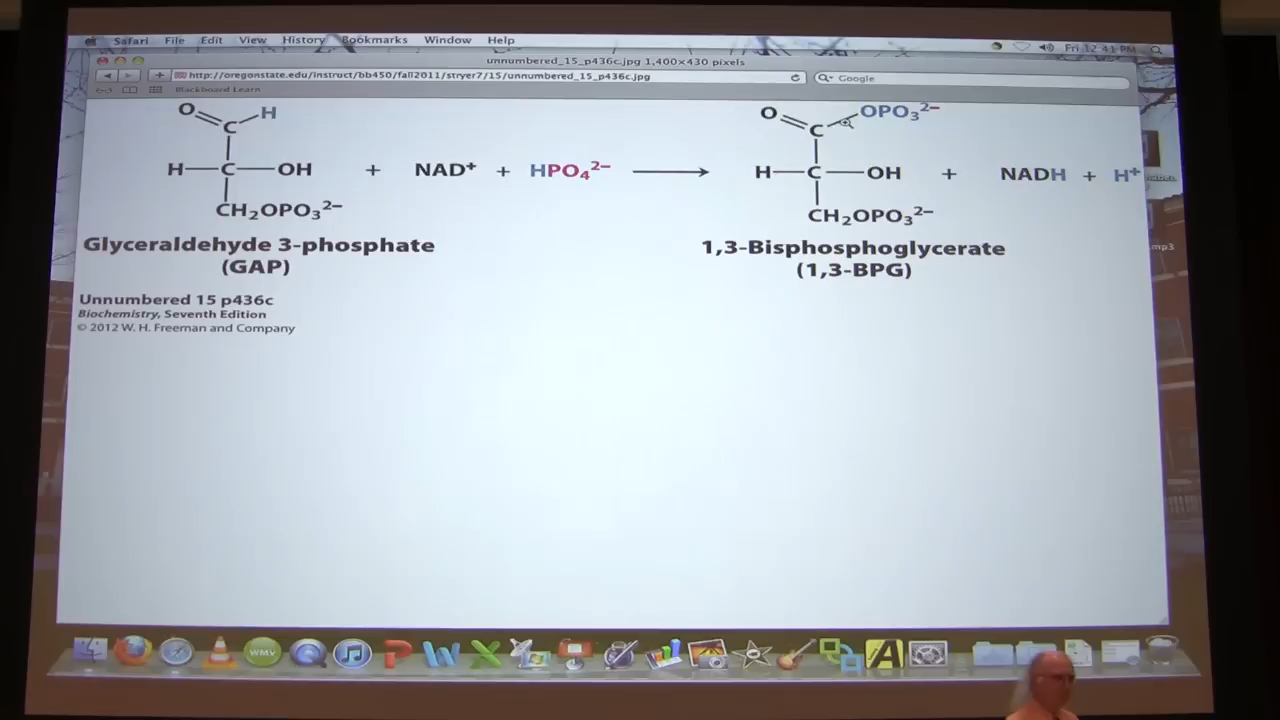 Safari File Edit View History Bookmarks Window Help Fri 12:41 PM
unnumbered_15_p436c.jpg 1,400×430 pixels
http://oregonstate.edu/instruct/bb450/fall2011/stryer7/15/unnumbered_15_p436c.jpg Google
Blackboard Learn
O H
C
H—C—OH + NAD⁺ + HPO₄²⁻ ⟶
CH₂OPO₃²⁻
Glyceraldehyde 3-phosphate
(GAP)
O OPO₃²⁻
C
H—C—OH + NADH + H⁺
CH₂OPO₃²⁻
1,3-Bisphosphoglycerate
(1,3-BPG)
Unnumbered 15 p436c
Biochemistry, Seventh Edition
© 2012 W. H. Freeman and Company
.mp3
WMV
P W X
A